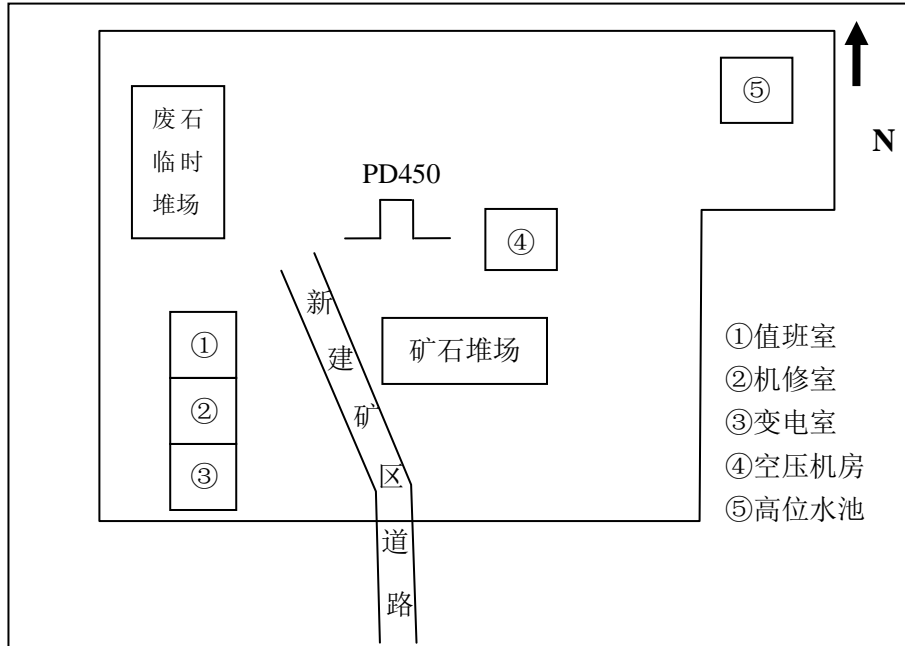 ⑤
N
废石
临时
堆场
PD450
④
新建矿区道路
矿石堆场
①
②
③
①值班室
②机修室
③变电室
④空压机房
⑤高位水池